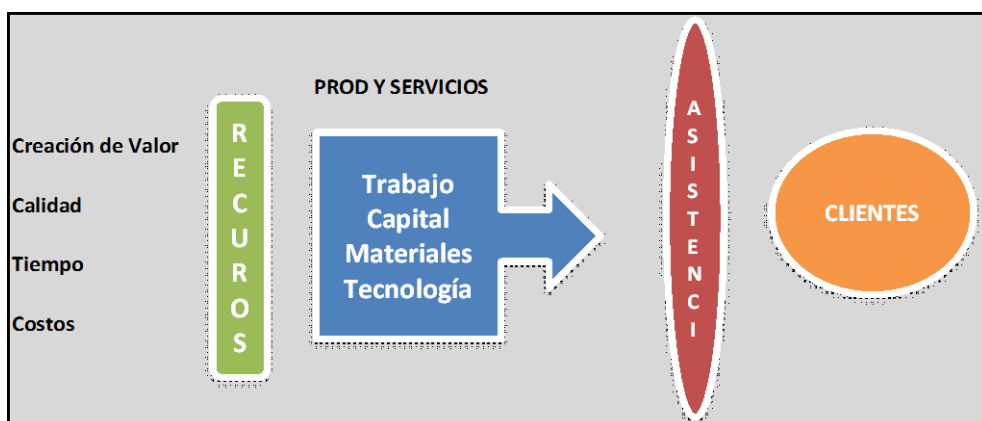 PROD Y SERVICIOS
Creación de Valor
Calidad
Tiempo
Costos
RECUROS
Trabajo
Capital
Materiales
Tecnología
ASISTENCI
CLIENTES